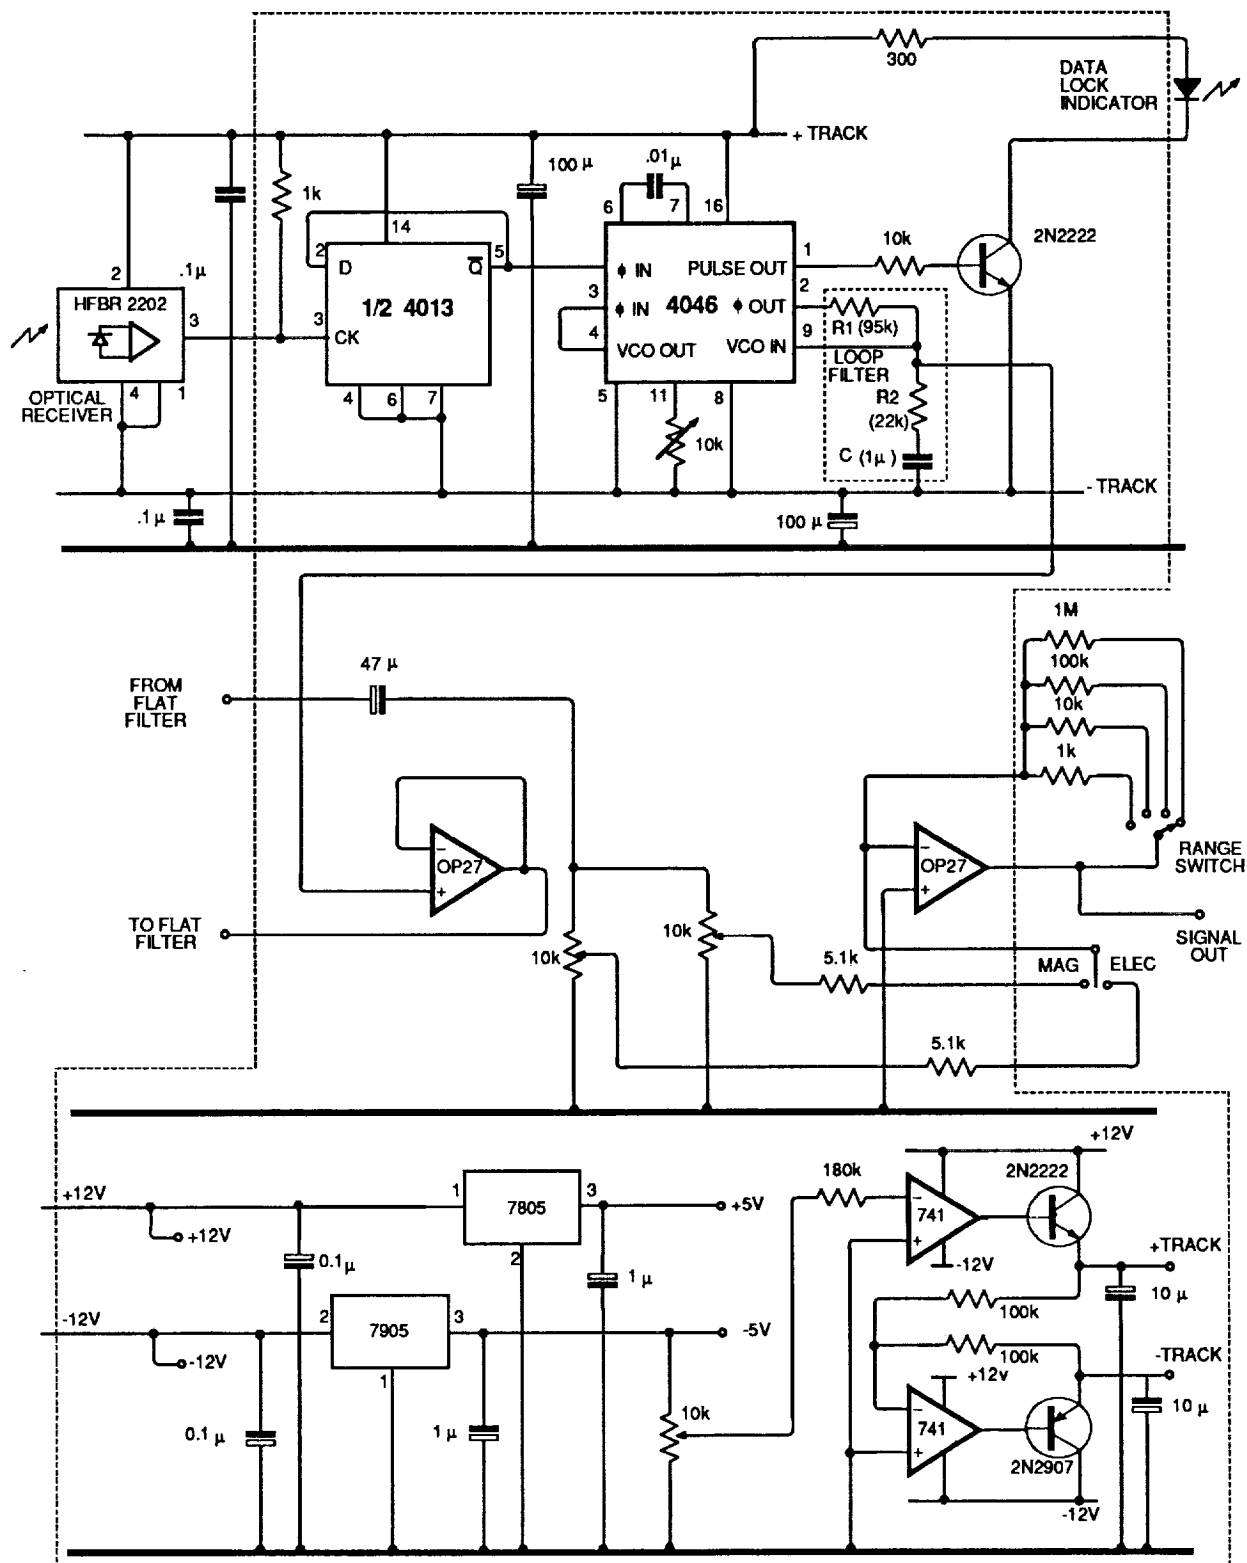 300
DATA
LOCK
INDICATOR
+ TRACK
100 μ
.01 μ
1k
14
6
7
16
2
5
1
10k
2N2222
D
Q̅
ϕ IN
PULSE OUT
2
.1μ
HFBR 2202
3
3
1/2 4013
3
ϕ IN
4046
ϕ OUT
2
R1 (95k)
CK
4
VCO OUT
VCO IN
9
LOOP
FILTER
OPTICAL
RECEIVER
4
1
4
6
7
5
11
8
10k
R2
(22k)
C (1μ)
- TRACK
.1 μ
100 μ
1M
100k
10k
1k
47 μ
FROM
FLAT
FILTER
-
OP27
+
-
OP27
+
RANGE
SWITCH
TO FLAT
FILTER
10k
10k
5.1k
MAG
ELEC
SIGNAL
OUT
5.1k
+12V
180k
2N2222
+12V
1
7805
3
+5V
-
741
+
+12V
2
-12V
+TRACK
0.1μ
1 μ
10 μ
100k
-12V
2
7905
3
-5V
100k
-TRACK
-12V
1
+12v
10k
-
741
+
10 μ
0.1 μ
1 μ
2N2907
-12V